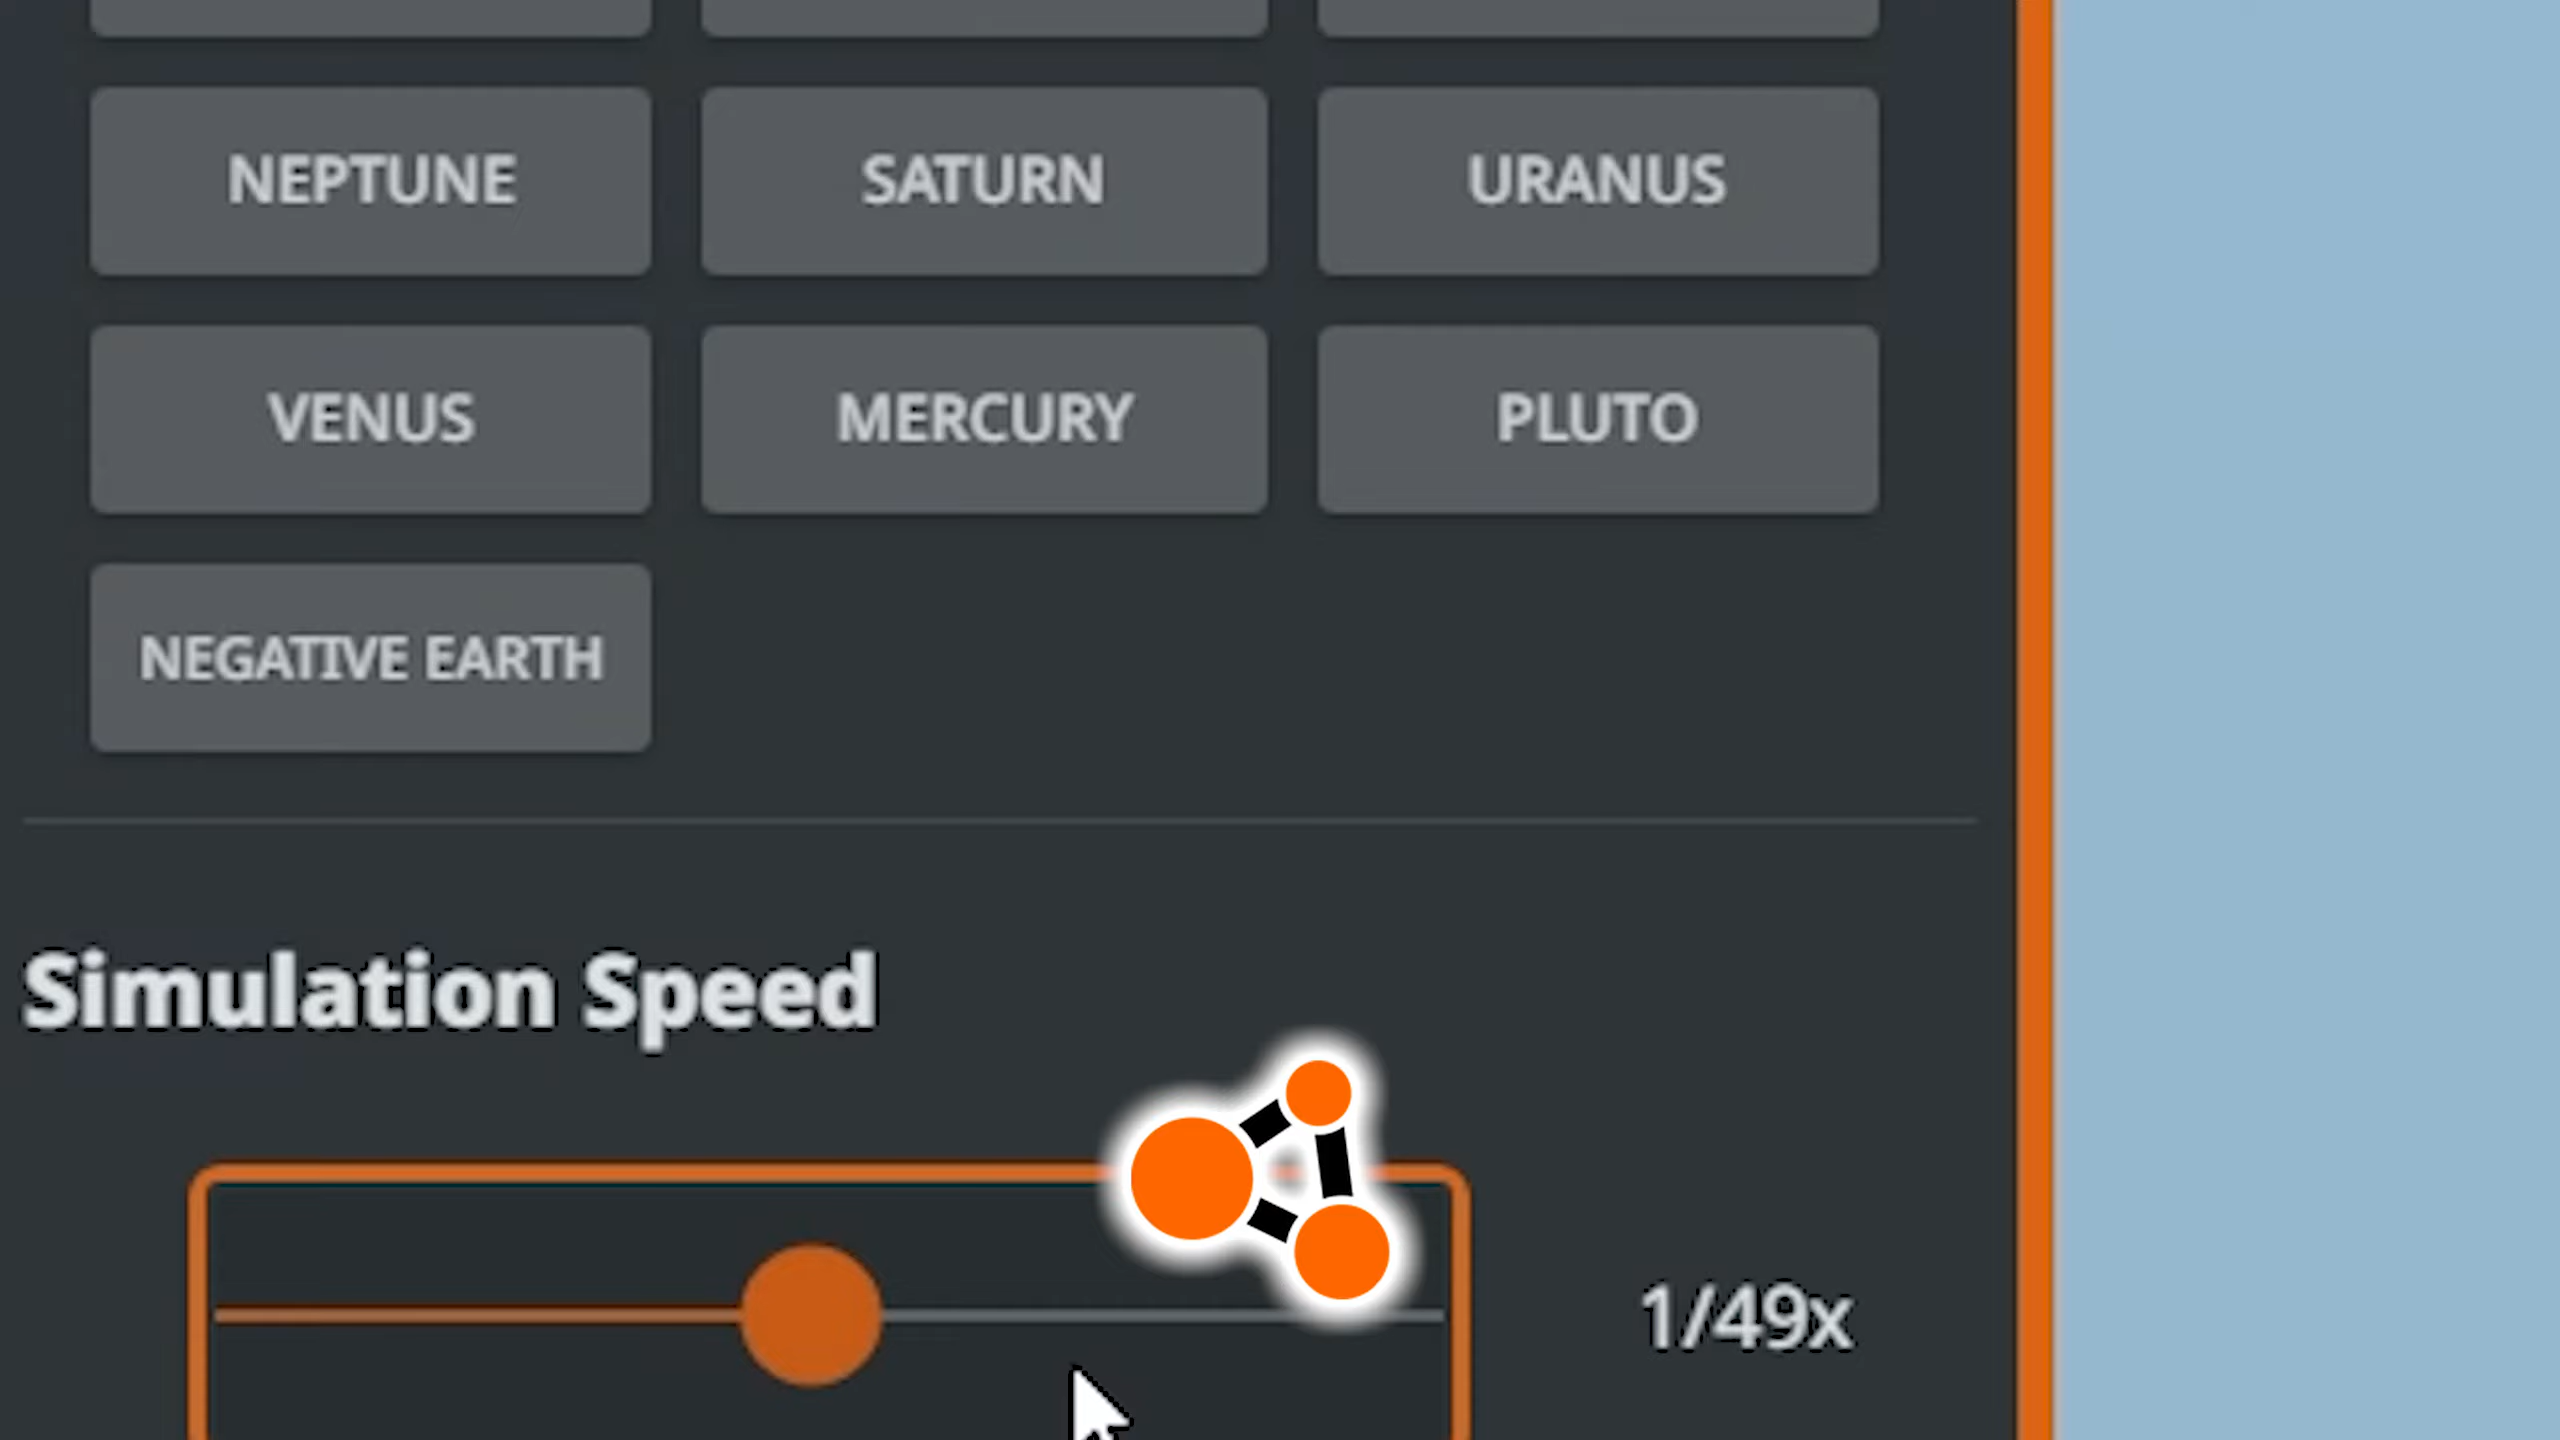 NEPTUNE SATURN URANUS
VENUS MERCURY PLUTO
NEGATIVE EARTH
Simulation Speed
1/49x